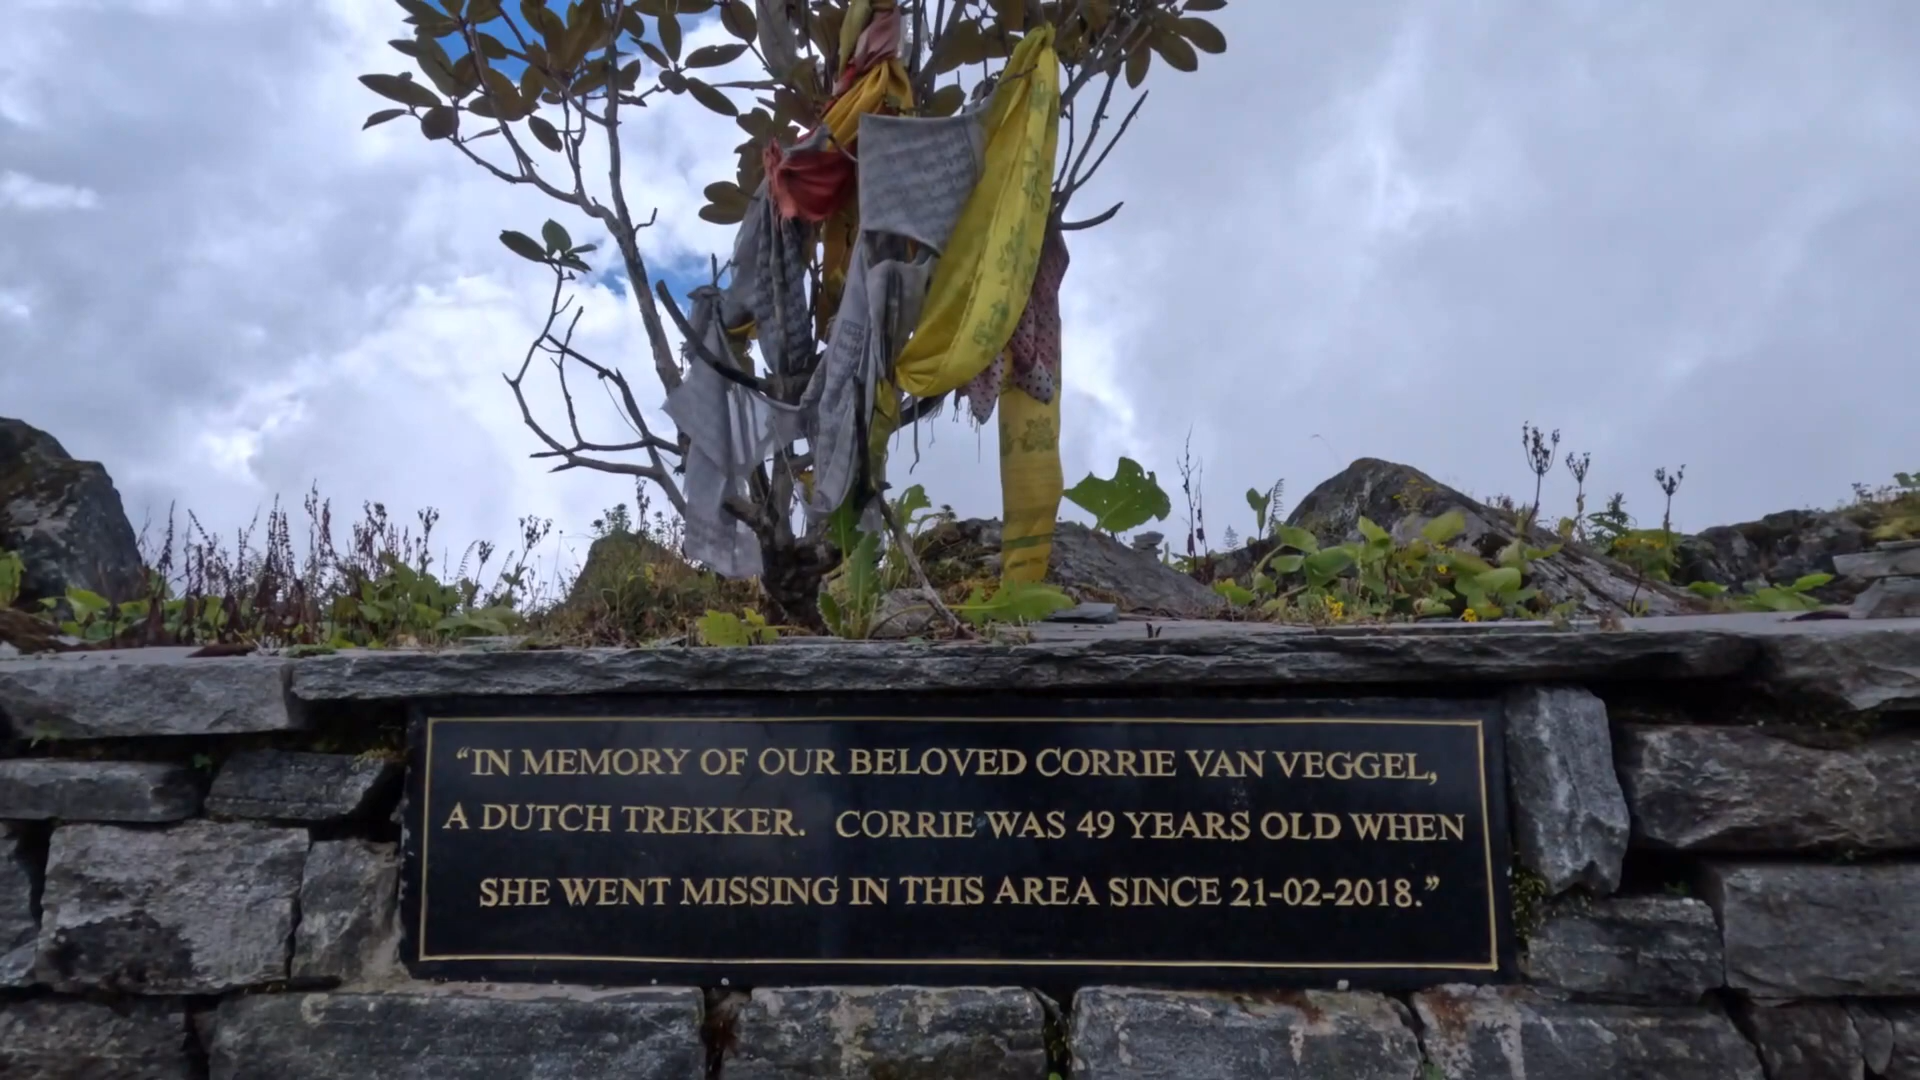 “IN MEMORY OF OUR BELOVED CORRIE VAN VEGGEL,
A DUTCH TREKKER. CORRIE WAS 49 YEARS OLD WHEN
SHE WENT MISSING IN THIS AREA SINCE 21-02-2018.”